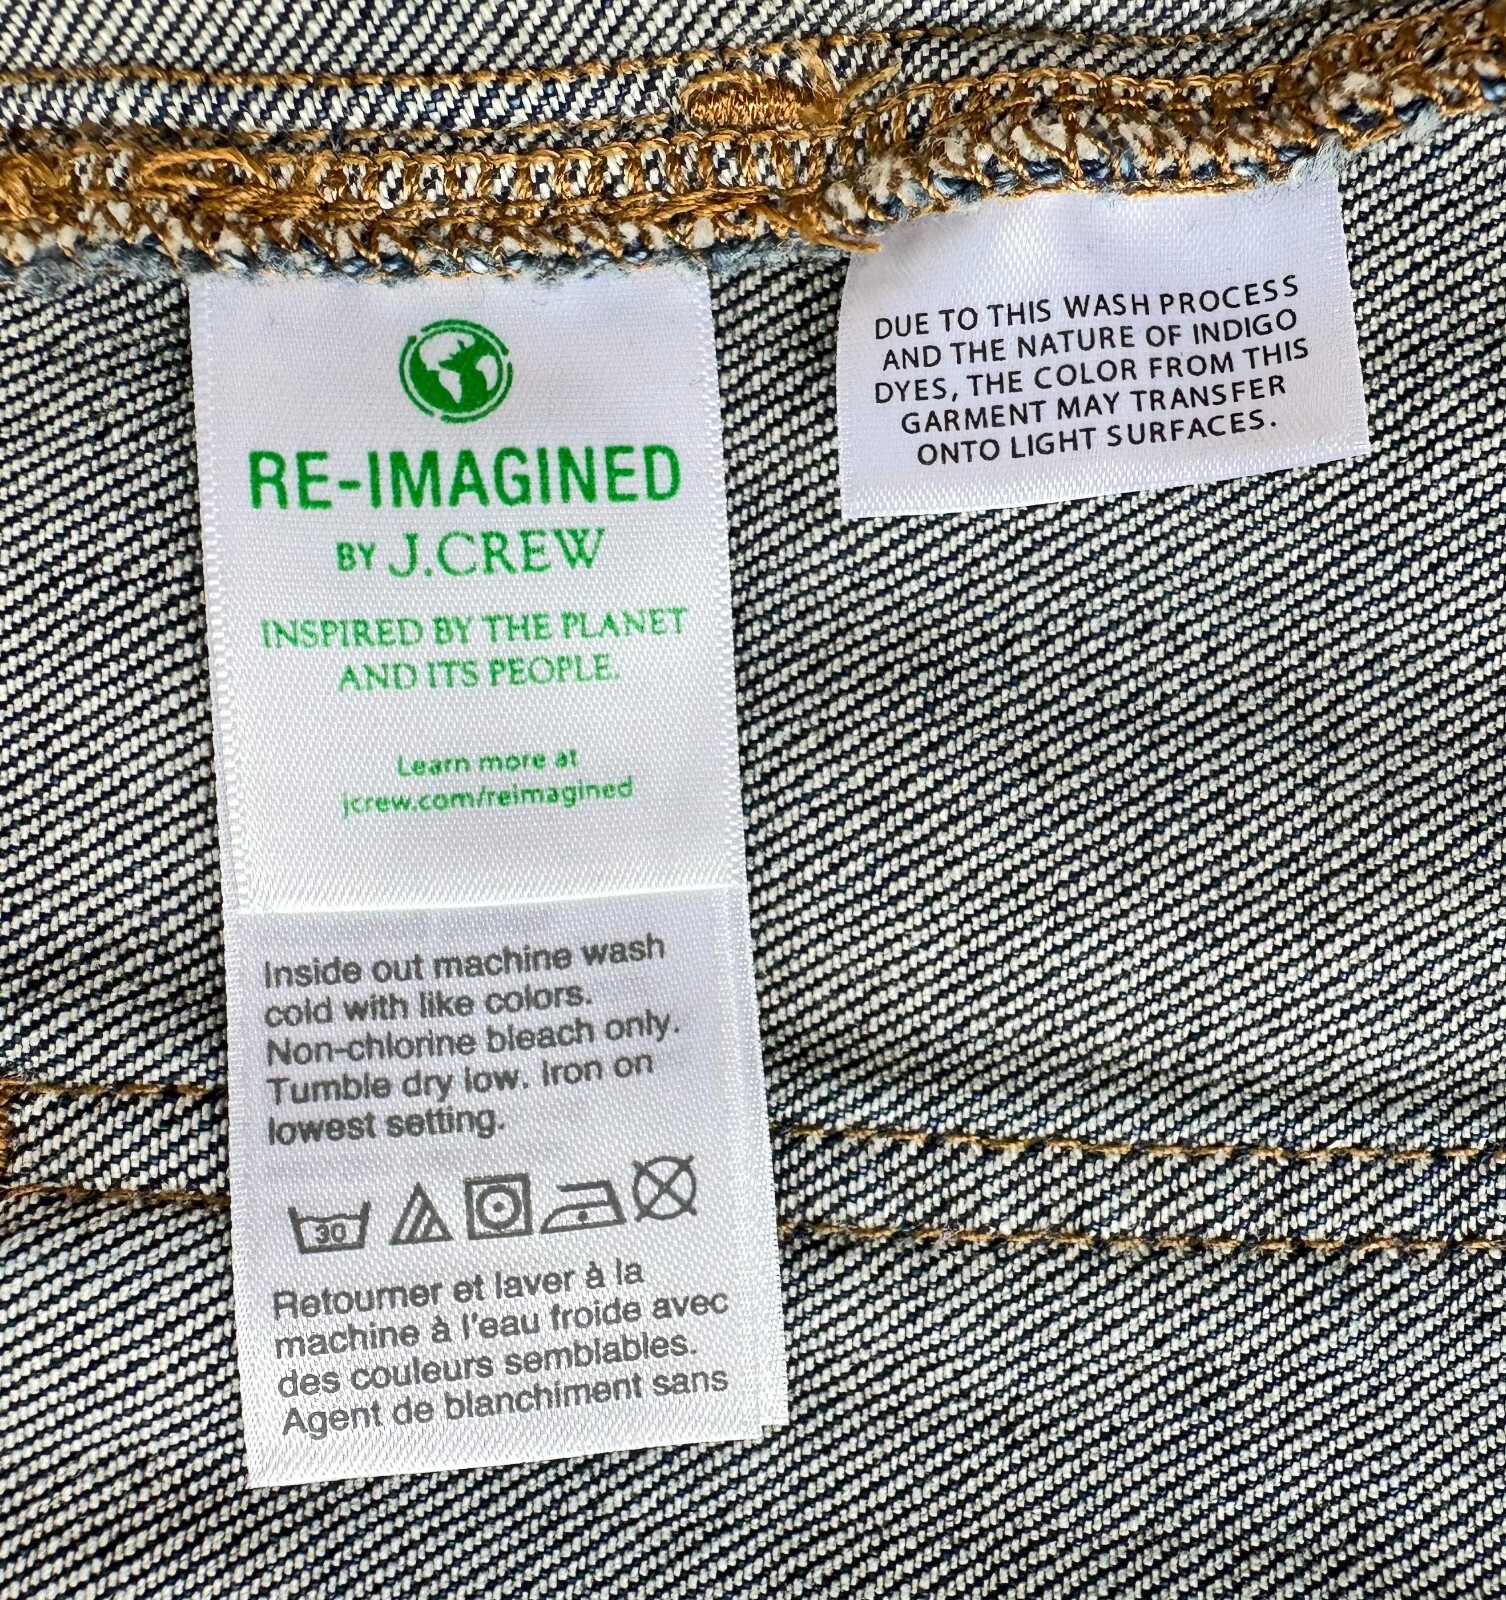 RE-IMAGINED
BY J.CREW
INSPIRED BY THE PLANET
AND ITS PEOPLE.
Learn more at
jcrew.com/reimagined
Inside out machine wash
cold with like colors.
Non-chlorine bleach only.
Tumble dry low. Iron on
lowest setting.
30
Retourner et laver à la
machine à l'eau froide avec
des couleurs semblables.
Agent de blanchiment sans
DUE TO THIS WASH PROCESS
AND THE NATURE OF INDIGO
DYES, THE COLOR FROM THIS
GARMENT MAY TRANSFER
ONTO LIGHT SURFACES.